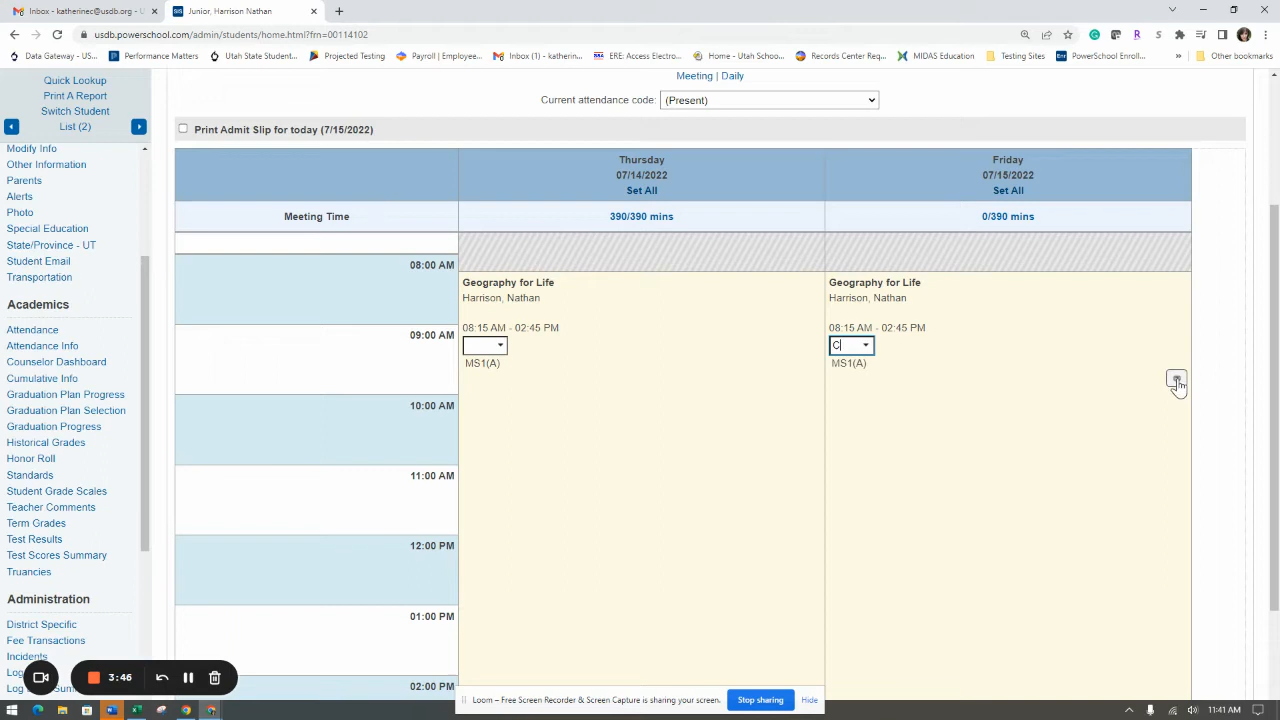 Inbox - katherine@usdb.org - U
Junior, Harrison Nathan
usdb.powerschool.com/admin/students/home.html?frn=00114102
Data Gateway - US...
Performance Matters
Utah State Student...
Projected Testing
Payroll | Employee...
Inbox (1) - katherin...
ERE: Access Electro...
Home - Utah Schoo...
Records Center Req...
MIDAS Education
Testing Sites
PowerSchool Enroll...
Other bookmarks
Quick Lookup
Print A Report
Switch Student
List (2)
Modify Info
Other Information
Parents
Alerts
Photo
Special Education
State/Province - UT
Student Email
Transportation
Academics
Attendance
Attendance Info
Counselor Dashboard
Cumulative Info
Graduation Plan Progress
Graduation Plan Selection
Graduation Progress
Historical Grades
Honor Roll
Standards
Student Grade Scales
Teacher Comments
Term Grades
Test Results
Test Scores Summary
Truancies
Administration
District Specific
Fee Transactions
Incidents
Meeting | Daily
Current attendance code: (Present)
Print Admit Slip for today (7/15/2022)
Thursday
07/14/2022
Set All
Friday
07/15/2022
Set All
Meeting Time
390/390 mins
0/390 mins
08:00 AM
09:00 AM
10:00 AM
11:00 AM
12:00 PM
01:00 PM
02:00 PM
Geography for Life
Harrison, Nathan
08:15 AM - 02:45 PM
MS1(A)
Geography for Life
Harrison, Nathan
08:15 AM - 02:45 PM
C
MS1(A)
3:46
Loom – Free Screen Recorder & Screen Capture is sharing your screen.
Stop sharing
Hide
11:41 AM